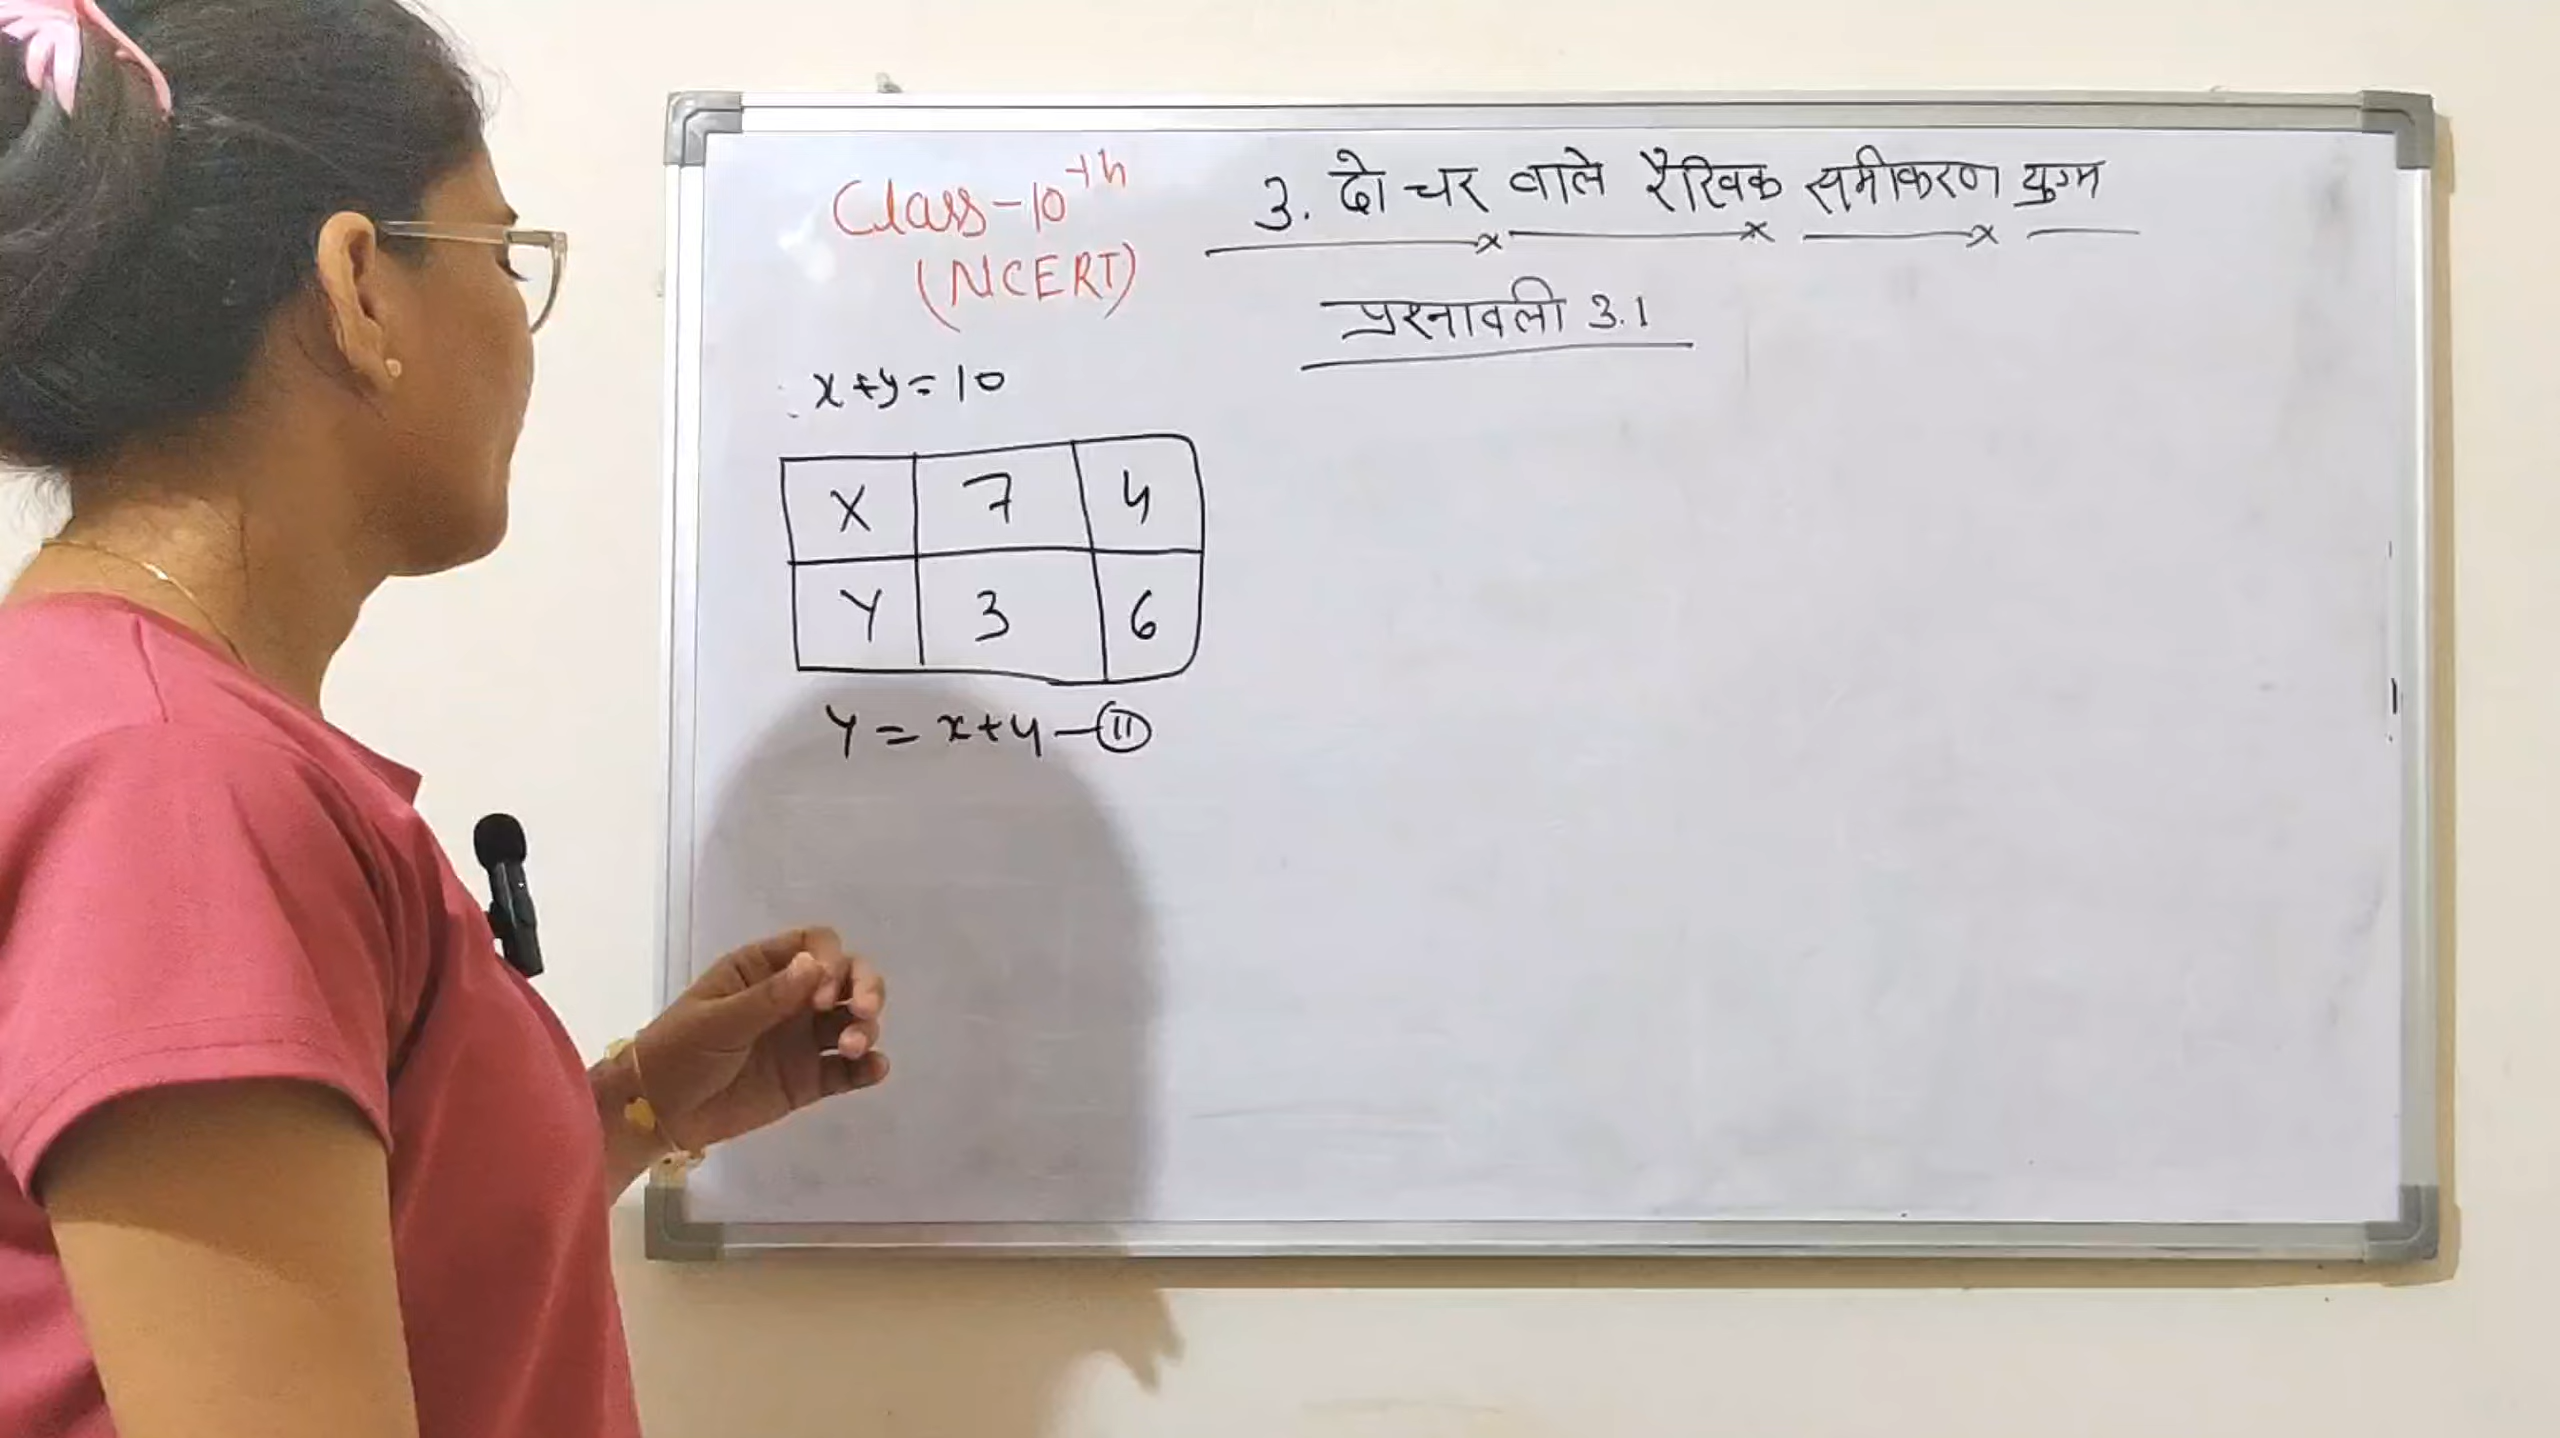 Class-10th
(NCERT)
3. दो चर वाले रैखिक समीकरण युग्म
प्रश्नावली 3.1
x+y=10
X 7 4
Y 3 6
Y = x+4 — (II)